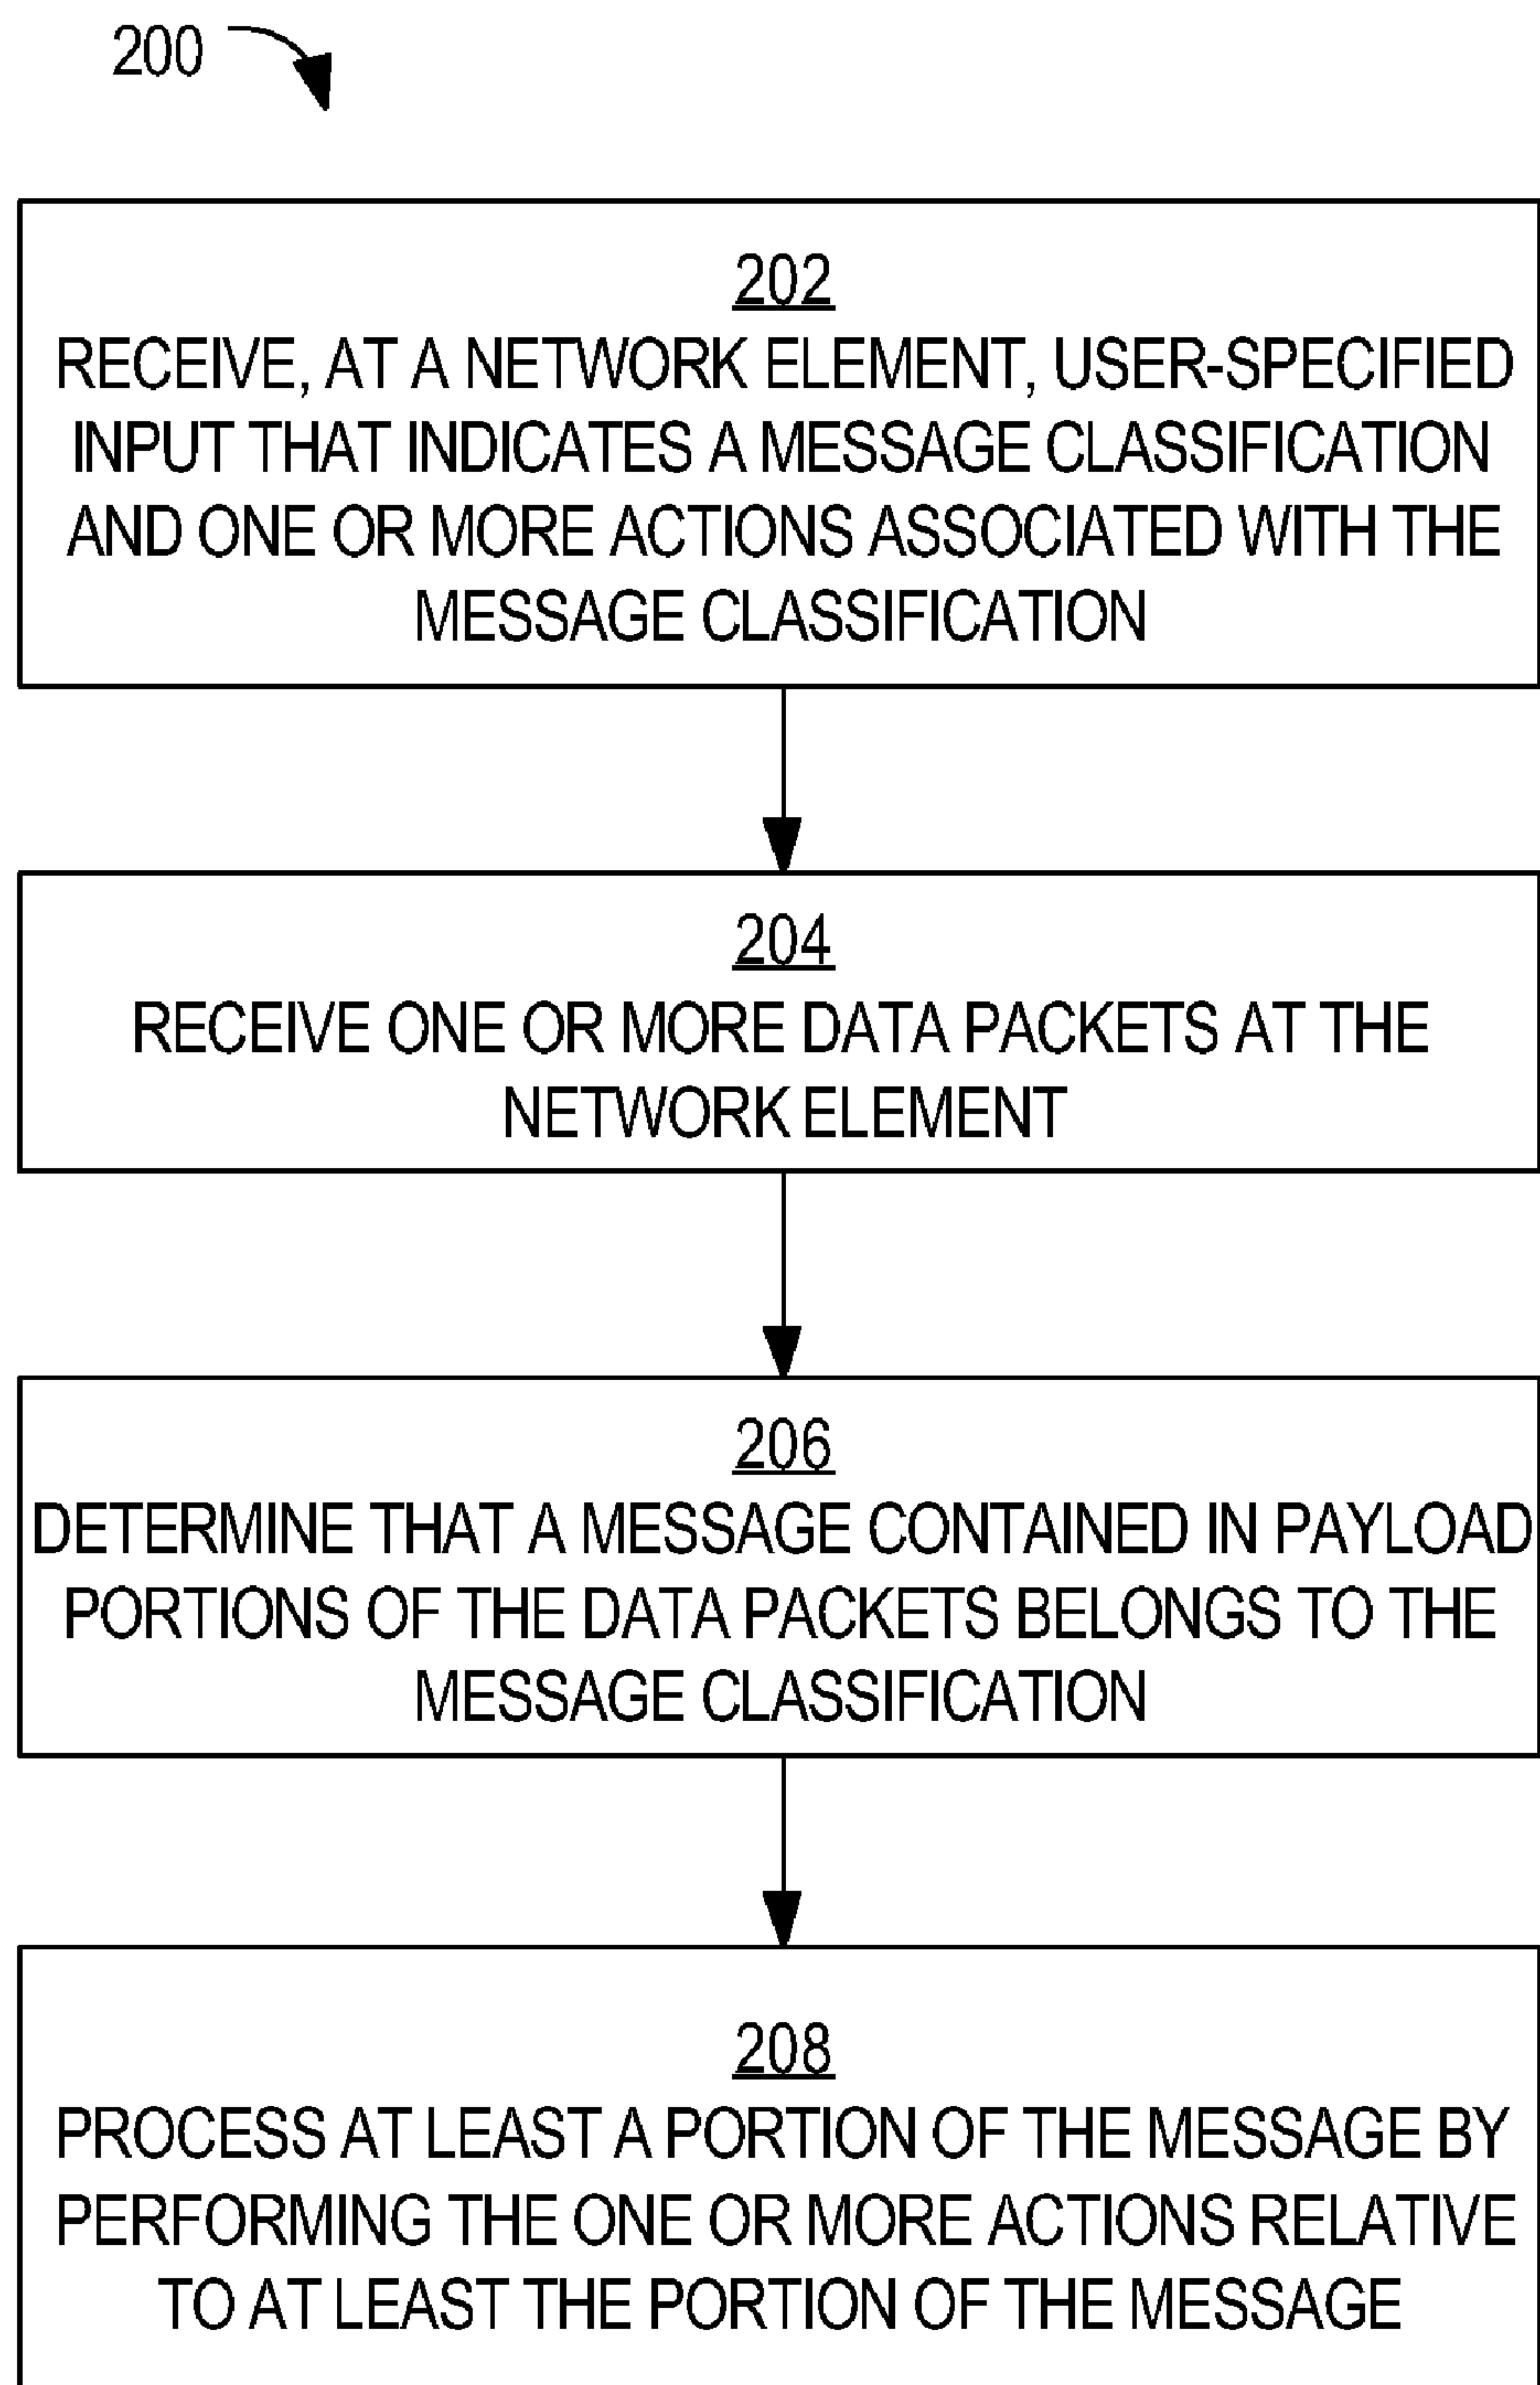 200
202
RECEIVE, AT A NETWORK ELEMENT, USER-SPECIFIED
INPUT THAT INDICATES A MESSAGE CLASSIFICATION
AND ONE OR MORE ACTIONS ASSOCIATED WITH THE
MESSAGE CLASSIFICATION
204
RECEIVE ONE OR MORE DATA PACKETS AT THE
NETWORK ELEMENT
206
DETERMINE THAT A MESSAGE CONTAINED IN PAYLOAD
PORTIONS OF THE DATA PACKETS BELONGS TO THE
MESSAGE CLASSIFICATION
208
PROCESS AT LEAST A PORTION OF THE MESSAGE BY
PERFORMING THE ONE OR MORE ACTIONS RELATIVE
TO AT LEAST THE PORTION OF THE MESSAGE